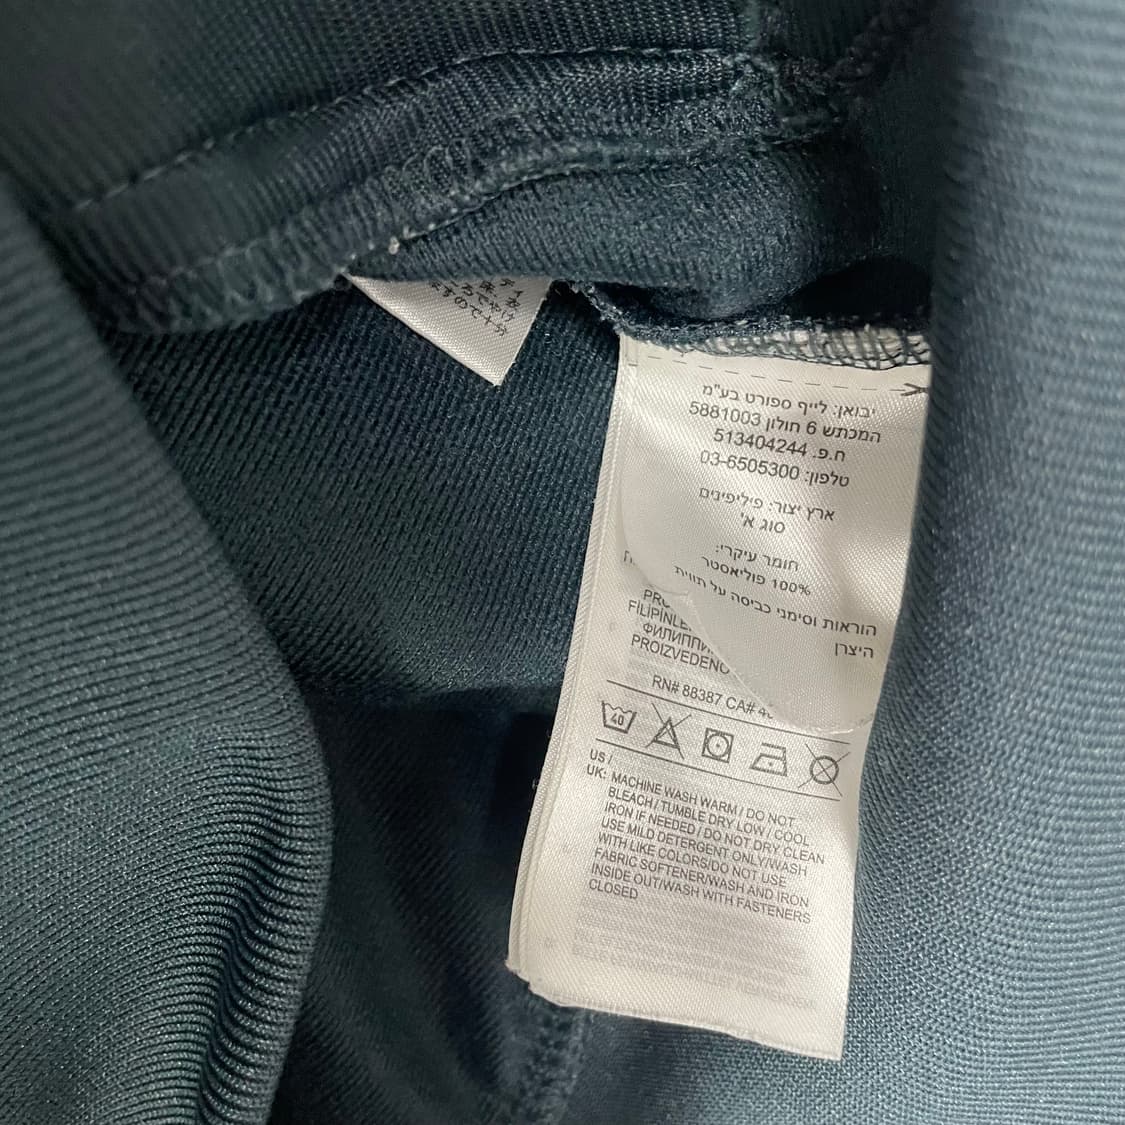 יבואן: לייף ספורט בע"מ
המכתש 6 חולון 5881003
ח.פ. 513404244
טלפון: 03-6505300
ארץ יצור: פיליפינים
סוג א'
חומר עיקרי:
100% פוליאסטר
הוראות וסימני כביסה על תווית
היצרן
PROIZVEDENO
RN# 88387 CA#
40
US /
UK: MACHINE WASH WARM / DO NOT
BLEACH / TUMBLE DRY LOW / COOL
IRON IF NEEDED / DO NOT DRY CLEAN
USE MILD DETERGENT ONLY/WASH
WITH LIKE COLORS/DO NOT USE
FABRIC SOFTENER/WASH AND IRON
INSIDE OUT/WASH WITH FASTENERS
CLOSED